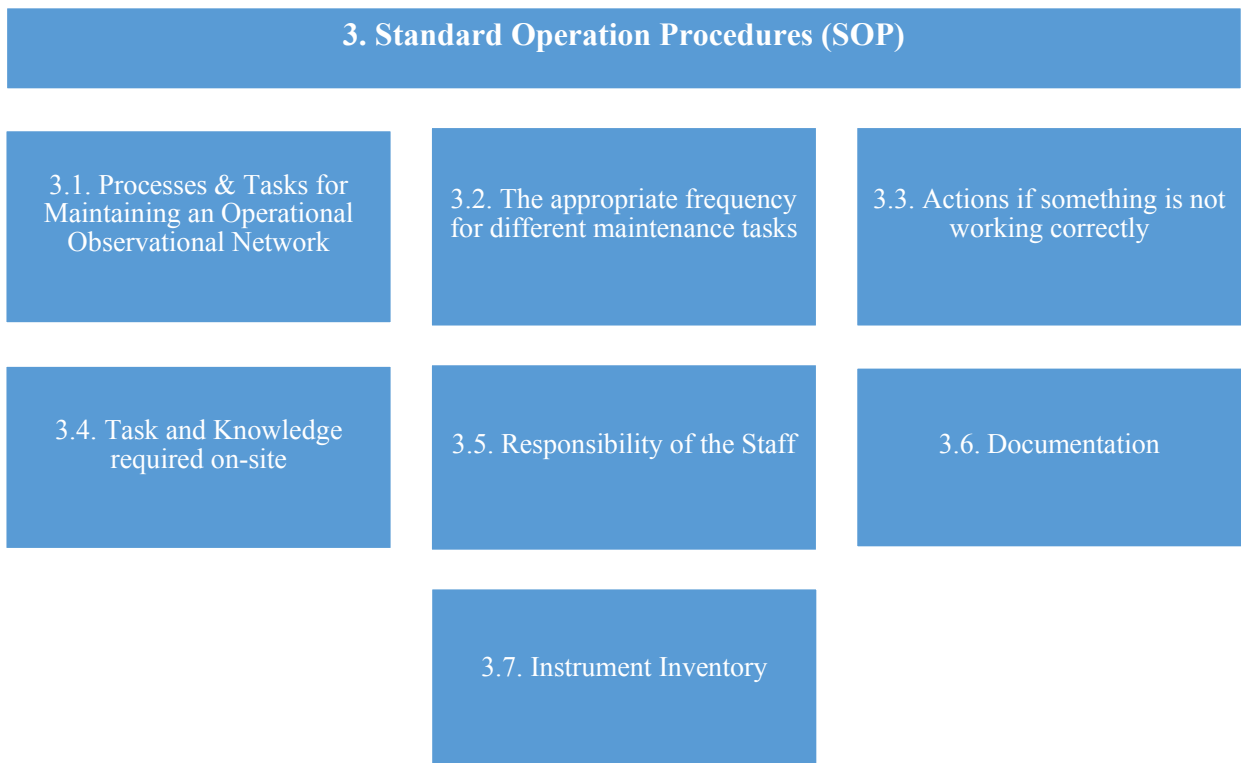 3. Standard Operation Procedures (SOP)
3.1. Processes & Tasks for
Maintaining an Operational
Observational Network
3.2. The appropriate frequency
for different maintenance tasks
3.3. Actions if something is not
working correctly
3.4. Task and Knowledge
required on-site
3.5. Responsibility of the Staff
3.6. Documentation
3.7. Instrument Inventory